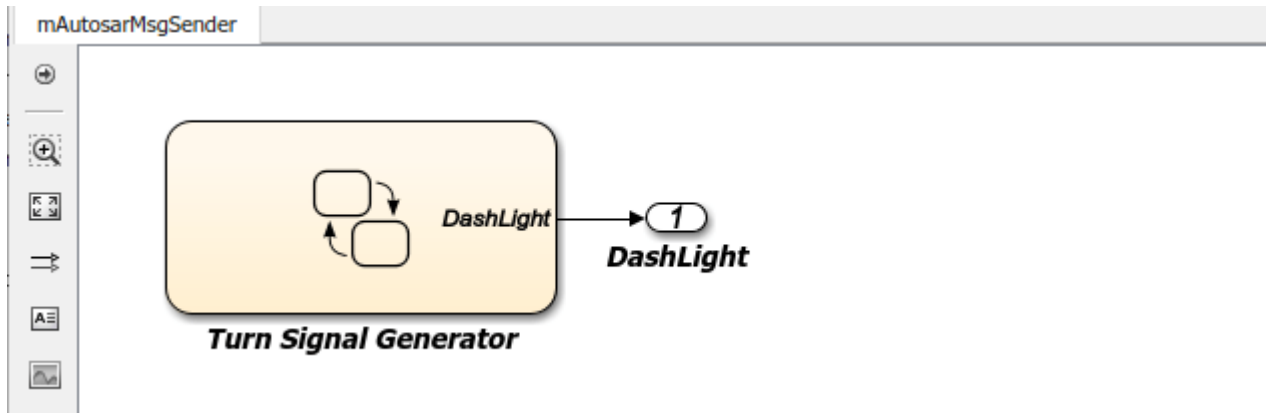 mAutosarMsgSender
DashLight
1
DashLight
Turn Signal Generator
A